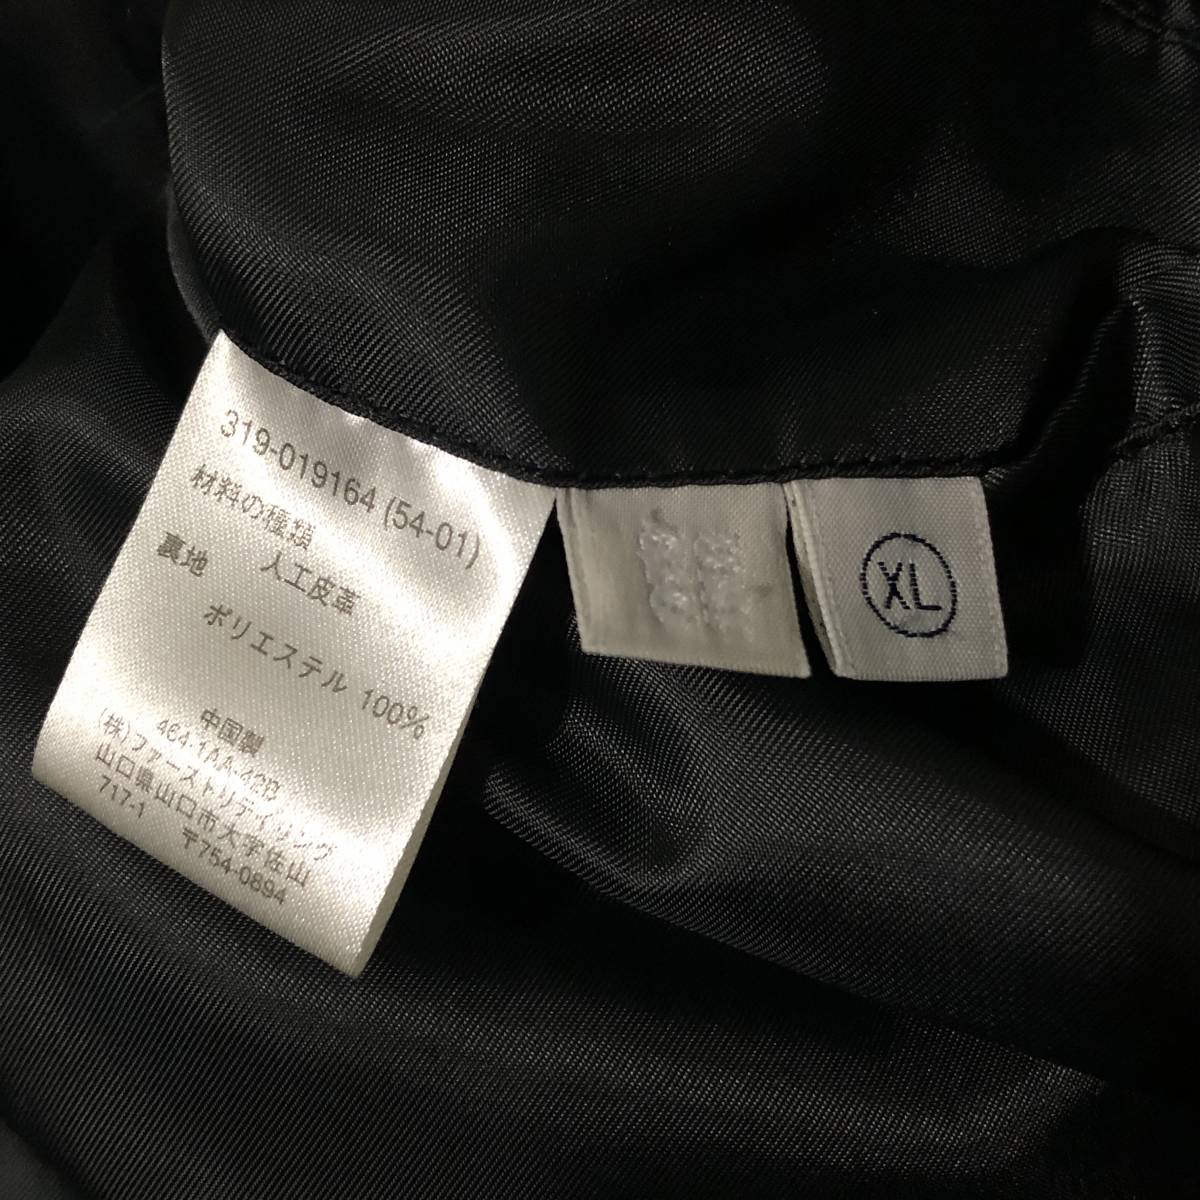 319-019164 (54-01)
材料の種類
人工皮革
裏地
ポリエステル 100%
中国製
464-1AA-42B
(株)ファーストリテイリング
山口県山口市大字佐山
717-1 〒754-0894
XL